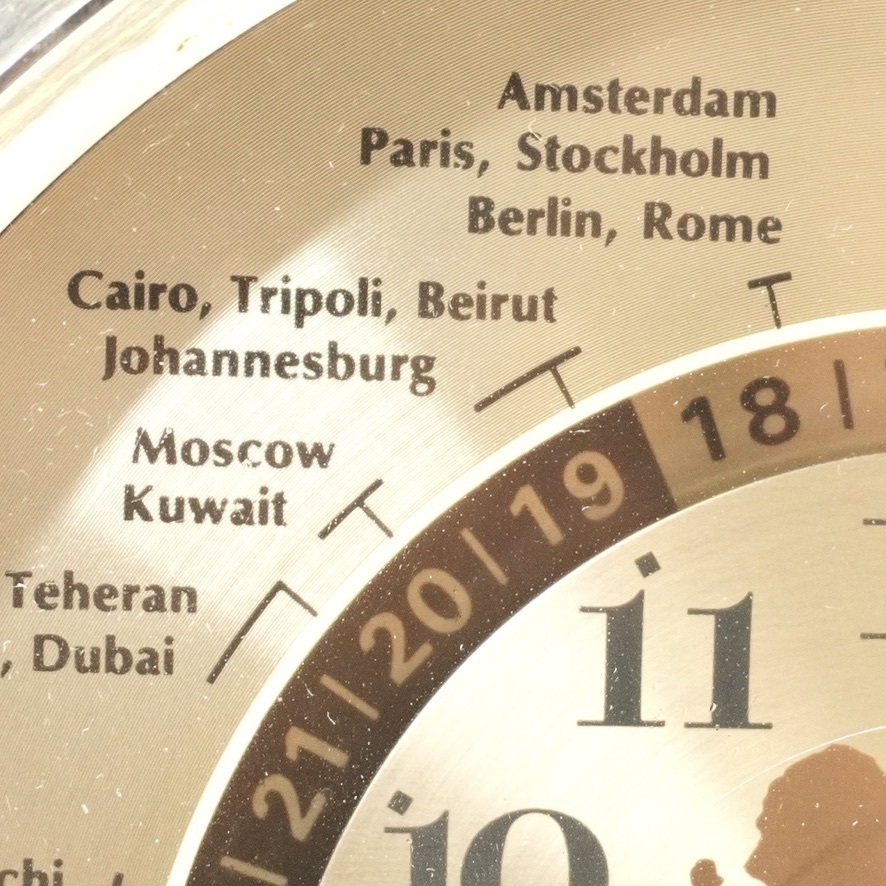 Amsterdam
Paris, Stockholm
Berlin, Rome
Cairo, Tripoli, Beirut
Johannesburg
Moscow
Kuwait
Teheran
, Dubai
18
19
20
21
11
10